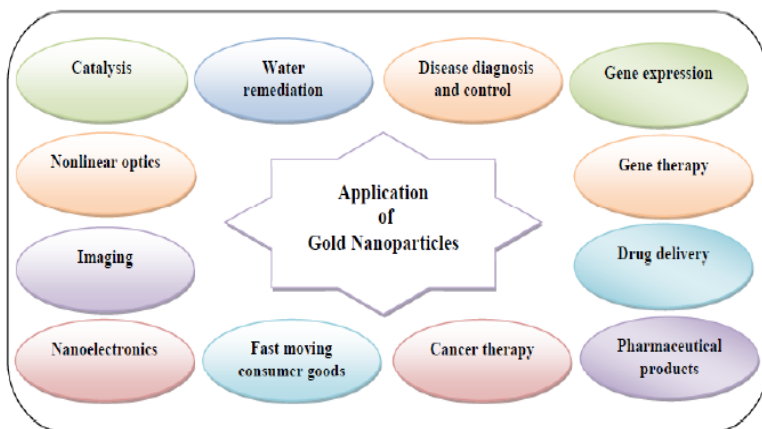 Catalysis
Water
remediation
Disease diagnosis
and control
Gene expression
Nonlinear optics
Gene therapy
Application
of
Gold Nanoparticles
Imaging
Drug delivery
Nanoelectronics
Fast moving
consumer goods
Cancer therapy
Pharmaceutical
products